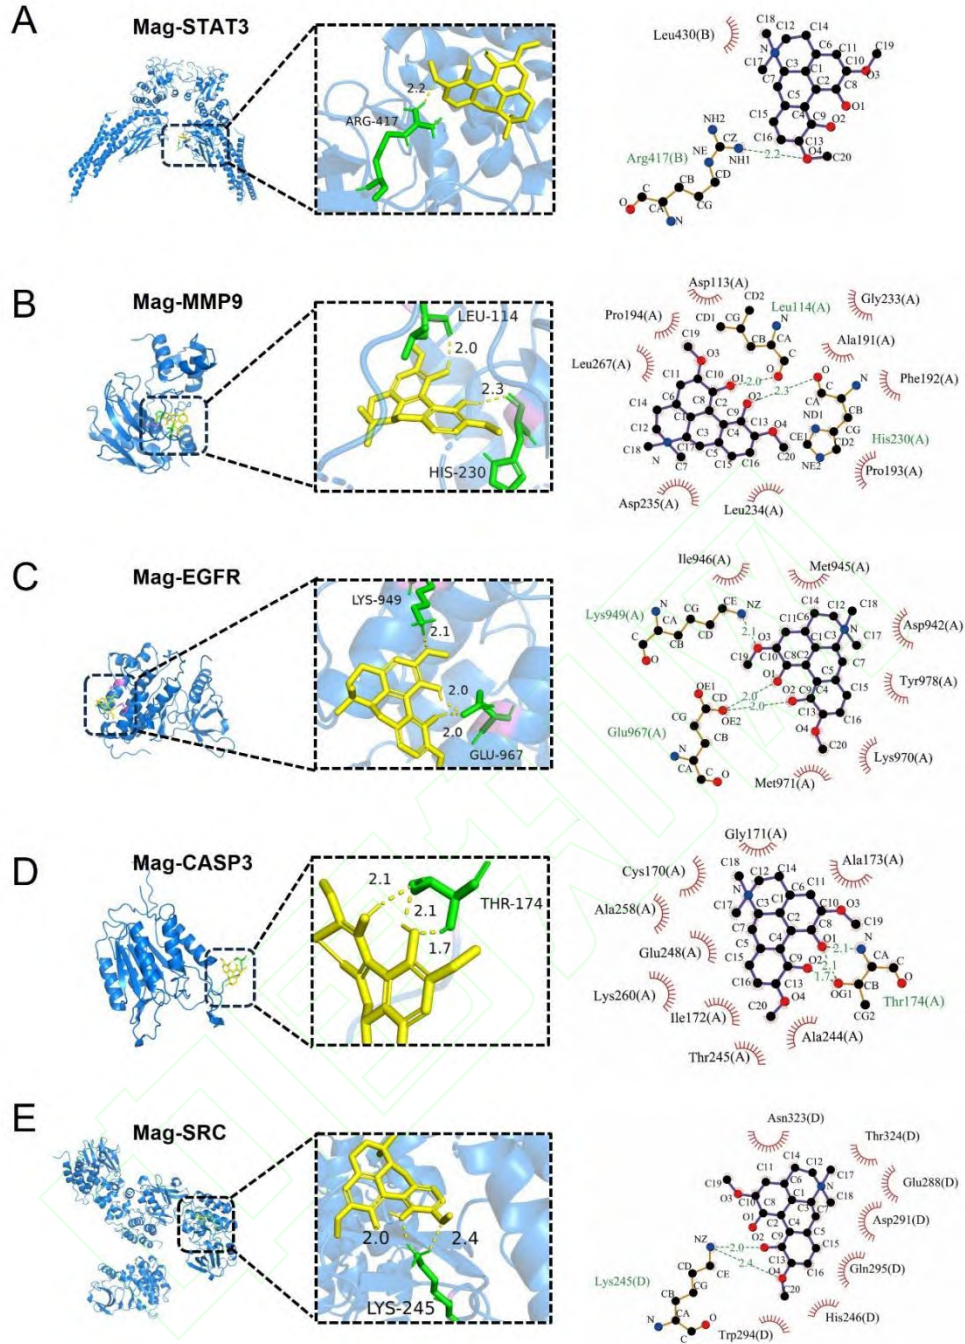 A
Mag-STAT3
2.2
ARG-417
Leu430(B)
C18
C12
C14
N
C6
C11
C19
C17
C3
C1
C10
O3
C7
C2
C8
C5
C4
O1
C15
C9
O2
C16
C13
O4
C20
NH2
CZ
NE
NH1
2.2
Arg417(B)
CD
CB
C
O
CA
CG
N
B
Mag-MMP9
LEU-114
2.0
2.3
HIS-230
Asp113(A)
CD2
Leu114(A)
Gly233(A)
Pro194(A)
CD1
CG
N
C19
CB
CA
Ala191(A)
O3
C
Leu267(A)
C11
C10
O1
2.0
O
2.3
O
C
N
Phe192(A)
C6
C8
O2
CA
C14
C1
C2
C9
ND1
CB
C12
C3
C4
C13
O4
CE1
CG
CD2
His230(A)
C18
N
C17
C5
C20
NE2
C7
C15
C16
Pro193(A)
Asp235(A)
Leu234(A)
C
Mag-EGFR
LYS-949
2.1
2.0
2.0
GLU-967
Ile946(A)
Met945(A)
Lys949(A)
N
CG
CE
NZ
C14
C12
C18
CA
C11
C6
N
Asp942(A)
C
CB
CD
2.1
O3
C1
C3
C17
O
C19
C10
C8
C2
C7
O1
C5
Tyr978(A)
OE1
CD
2.0
O2
C9
C4
C15
2.0
OE2
C13
C16
CG
O4
Glu967(A)
CB
C20
N
CA
C
O
Lys970(A)
Met971(A)
D
Mag-CASP3
2.1
2.1
1.7
THR-174
Gly171(A)
C18
C12
C14
Ala173(A)
Cys170(A)
N
C6
C11
C17
C3
C1
C10
O3
Ala258(A)
C7
C2
C8
C19
C5
C4
O1
2.1
N
Glu248(A)
C15
C9
O2
2.1
CA
C
1.7
C16
C13
OG1
CB
O
Lys260(A)
C20
O4
CG2
Thr174(A)
Ile172(A)
Ala244(A)
Thr245(A)
E
Mag-SRC
2.0
2.4
LYS-245
Asn323(D)
Thr324(D)
C14
C12
C17
C19
C11
C6
N
Glu288(D)
O3
C10
C1
C3
C18
C8
C7
O1
C2
C4
C5
Asp291(D)
NZ
2.0
O2
C9
C15
C13
2.4
O4
C16
Gln295(D)
Lys245(D)
CD
CE
C20
CG
CB
His246(D)
N
CA
O
C
Trp294(D)